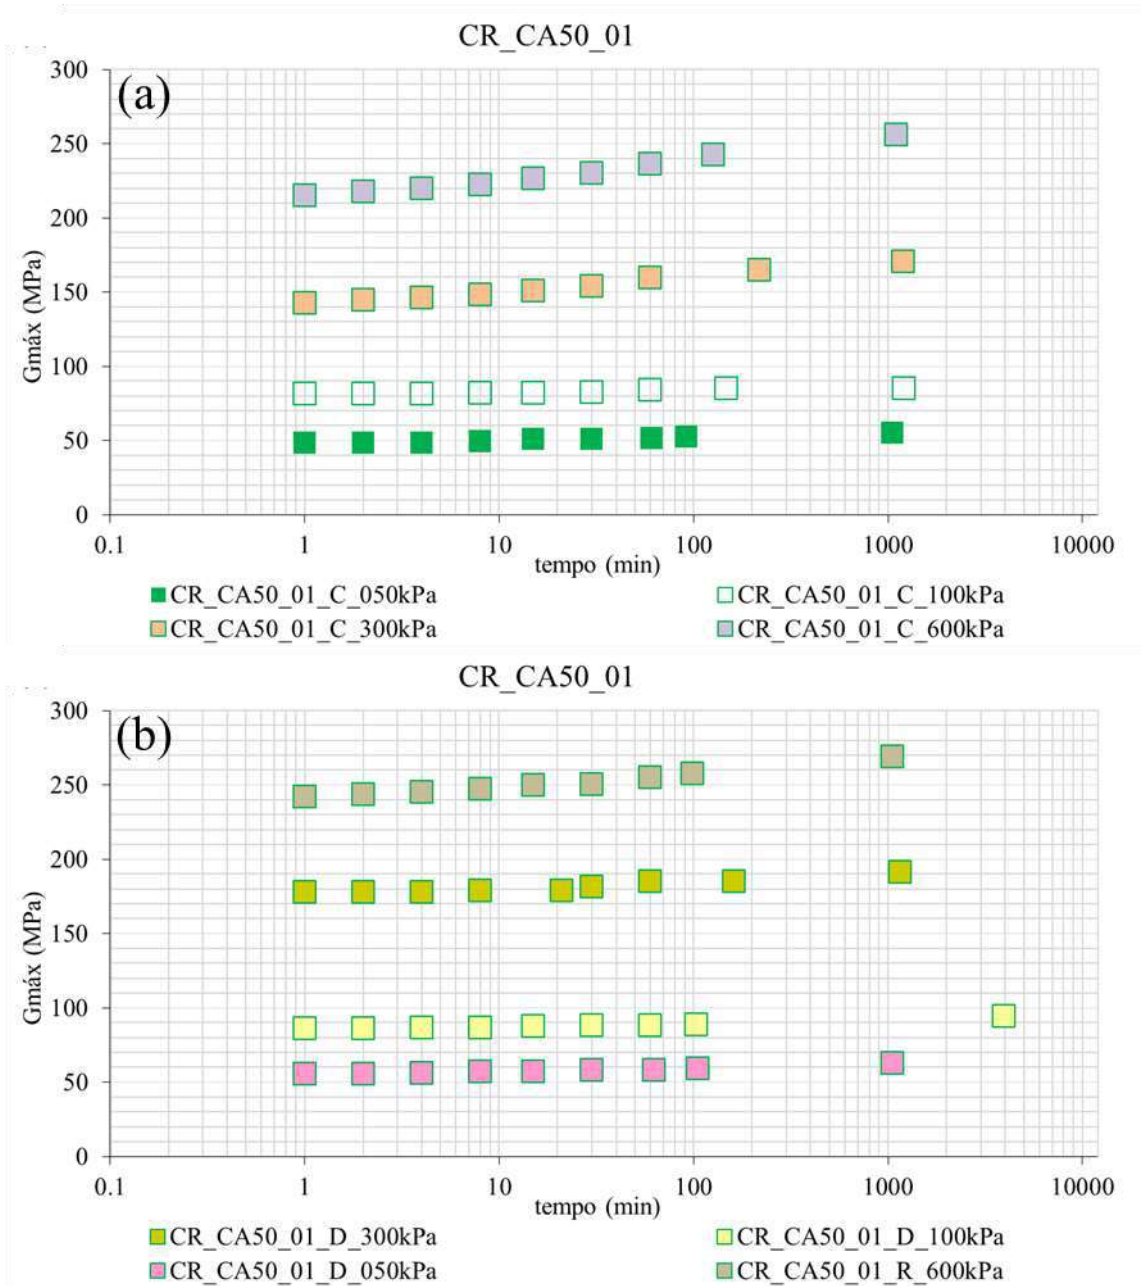 CR_CA50_01
(a)
300
250
200
150
100
50
0
Gmáx (MPa)
0.1 1 10 100 1000 10000
tempo (min)
CR_CA50_01_C_050kPa CR_CA50_01_C_100kPa
CR_CA50_01_C_300kPa CR_CA50_01_C_600kPa
CR_CA50_01
(b)
300
250
200
150
100
50
0
Gmáx (MPa)
0.1 1 10 100 1000 10000
tempo (min)
CR_CA50_01_D_300kPa CR_CA50_01_D_100kPa
CR_CA50_01_D_050kPa CR_CA50_01_R_600kPa